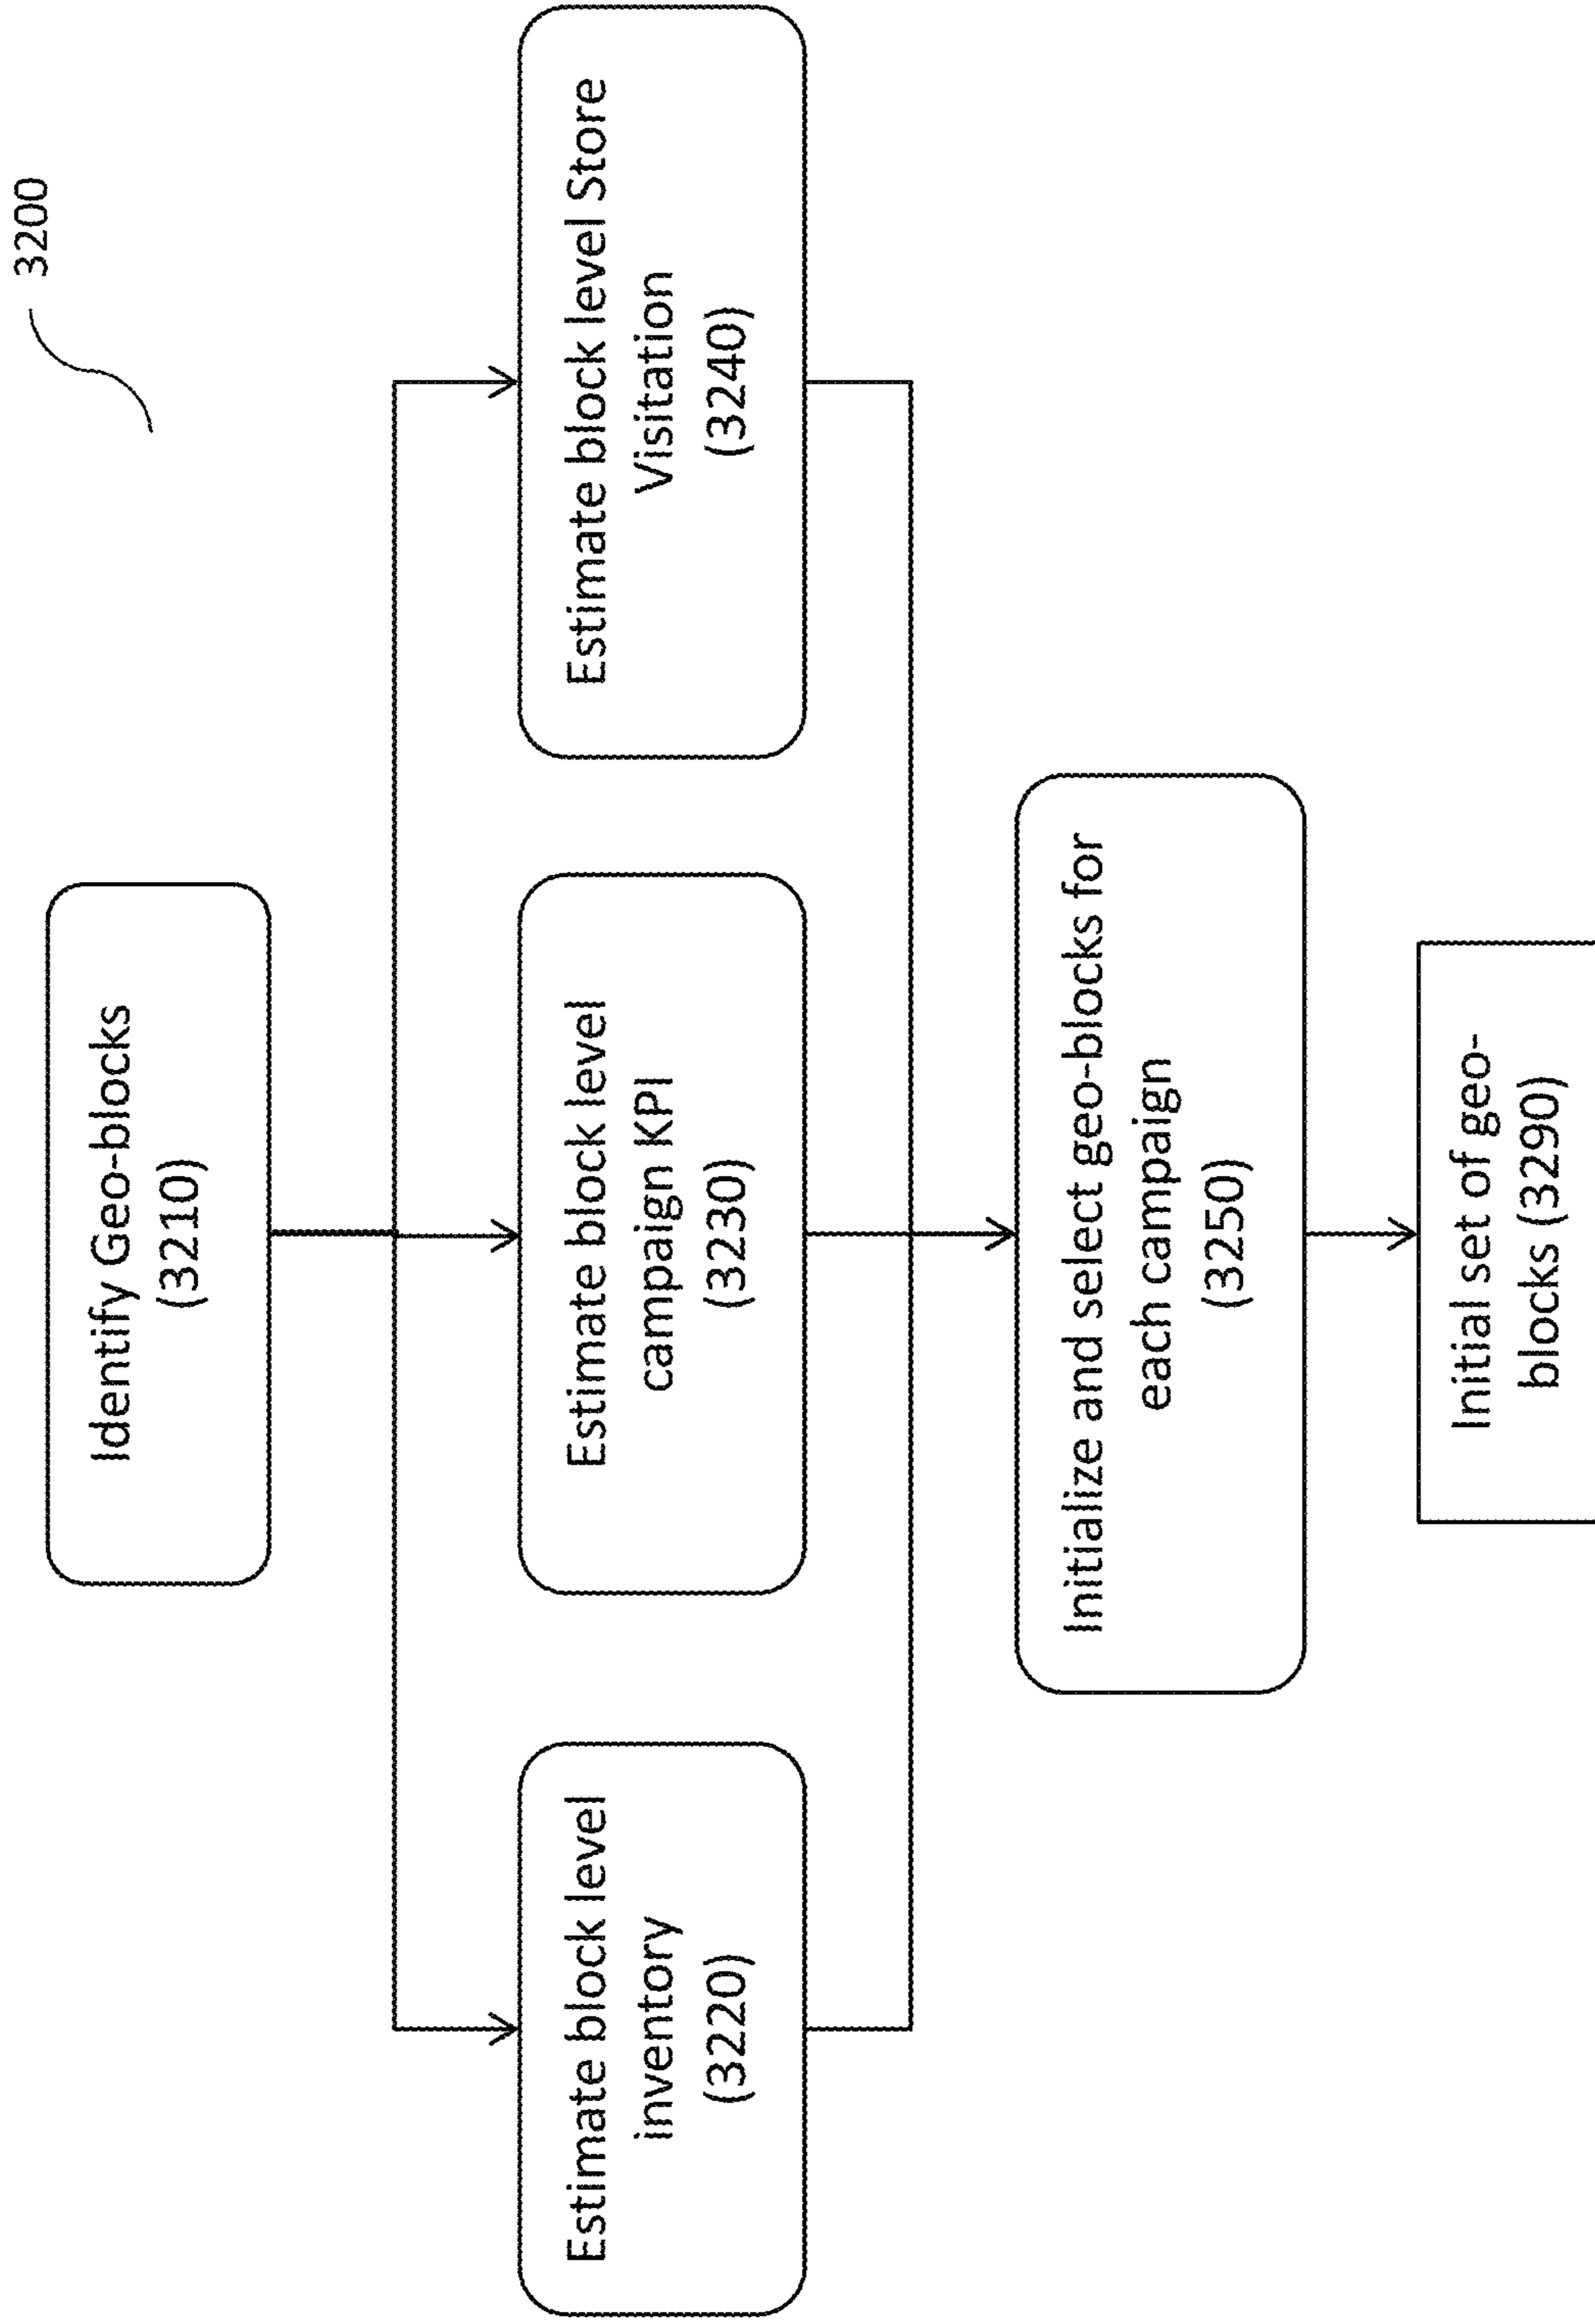 3200
Identify Geo-blocks
(3210)
Estimate block level
inventory
(3220)
Estimate block level
campaign KPI
(3230)
Estimate block level Store
Visitation
(3240)
Initialize and select geo-blocks for
each campaign
(3250)
Initial set of geo-
blocks (3290)